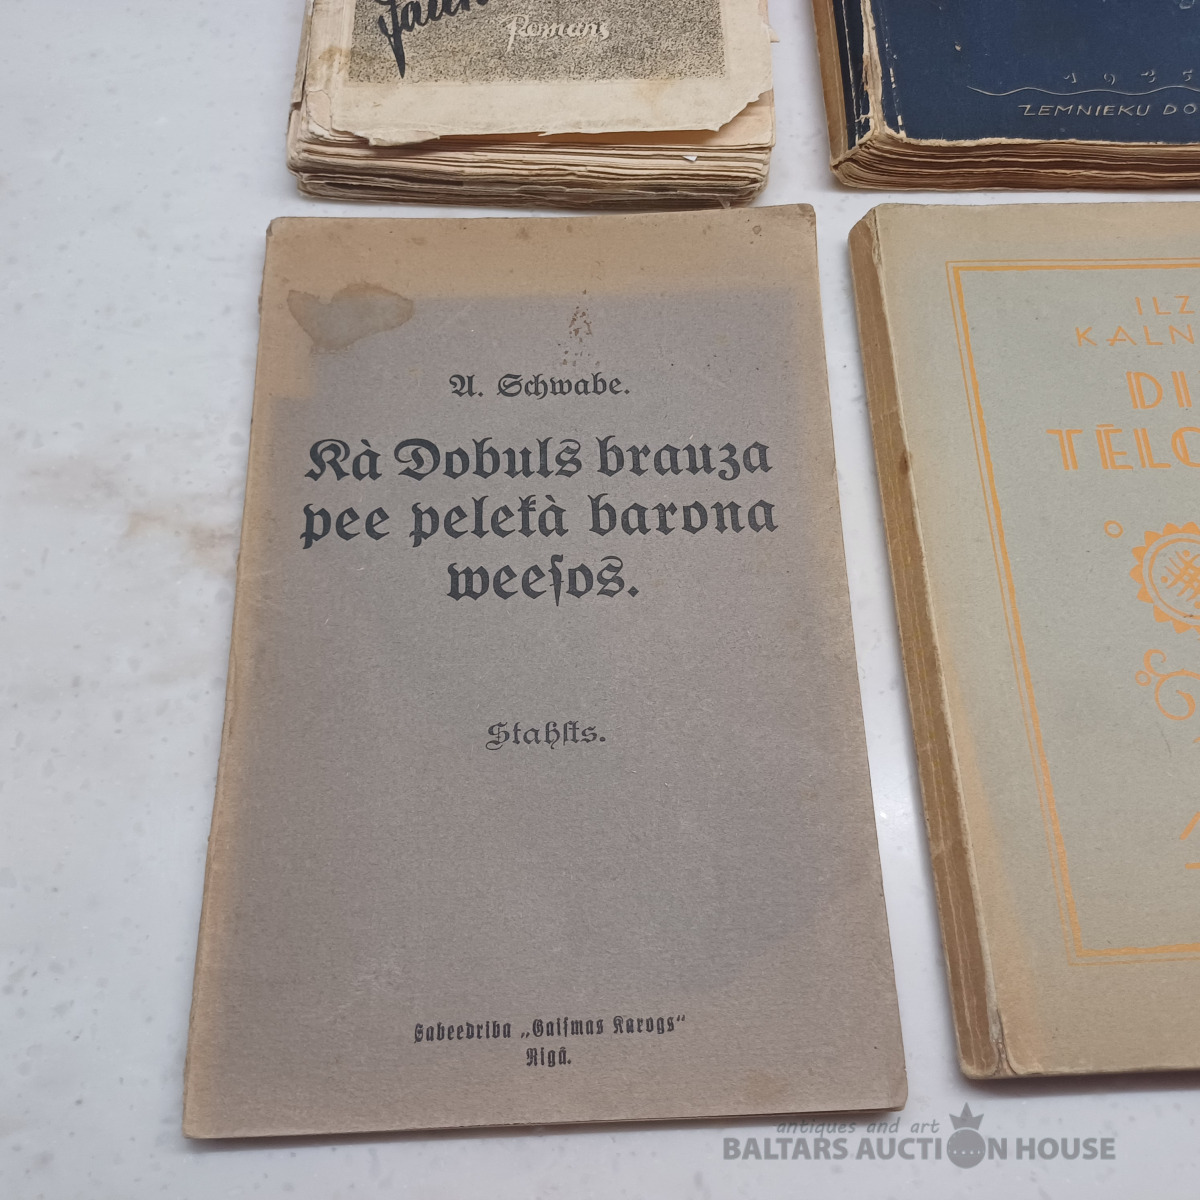 Romans
1935
ZEMNIEKU DO
A. Schwabe.
Kà Dobuls brauza
pee pelekà barona
weeſos.
Stahſts.
Sabeedriba „Gaiſmas Karogs“
Rigâ.
ILZ
KALN
DI
TĒLO
antiques and art
BALTARS AUCTION HOUSE